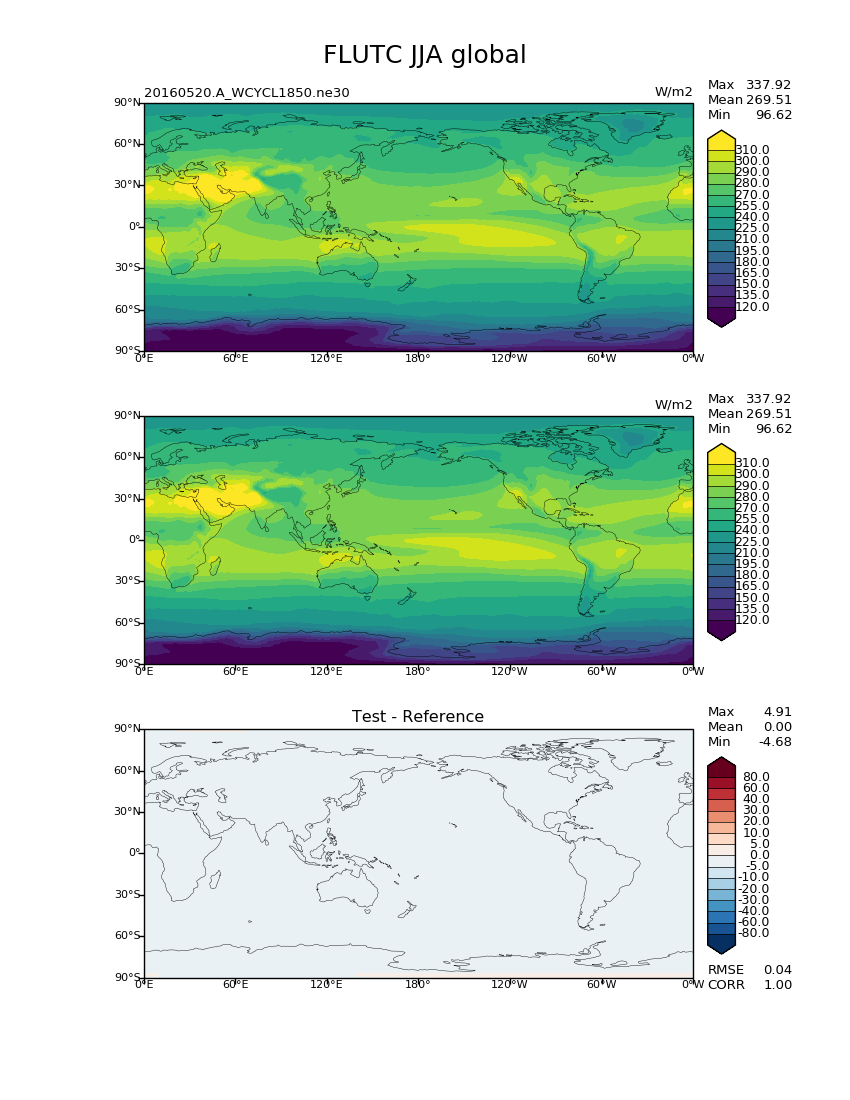 FLUTC JJA global
20160520.A_WCYCL1850.ne30
W/m2
Max 337.92
Mean 269.51
Min 96.62
90°N
60°N
30°N
0°
30°S
60°S
90°S
0°E 60°E 120°E 180° 120°W 60°W 0°W
310.0
300.0
290.0
280.0
270.0
255.0
240.0
225.0
210.0
195.0
180.0
165.0
150.0
135.0
120.0
W/m2
Max 337.92
Mean 269.51
Min 96.62
90°N
60°N
30°N
0°
30°S
60°S
90°S
0°E 60°E 120°E 180° 120°W 60°W 0°W
310.0
300.0
290.0
280.0
270.0
255.0
240.0
225.0
210.0
195.0
180.0
165.0
150.0
135.0
120.0
Test - Reference
Max 4.91
Mean 0.00
Min -4.68
90°N
60°N
30°N
0°
30°S
60°S
90°S
0°E 60°E 120°E 180° 120°W 60°W 0°W
80.0
60.0
40.0
30.0
20.0
10.0
5.0
0.0
-5.0
-10.0
-20.0
-30.0
-40.0
-60.0
-80.0
RMSE 0.04
CORR 1.00